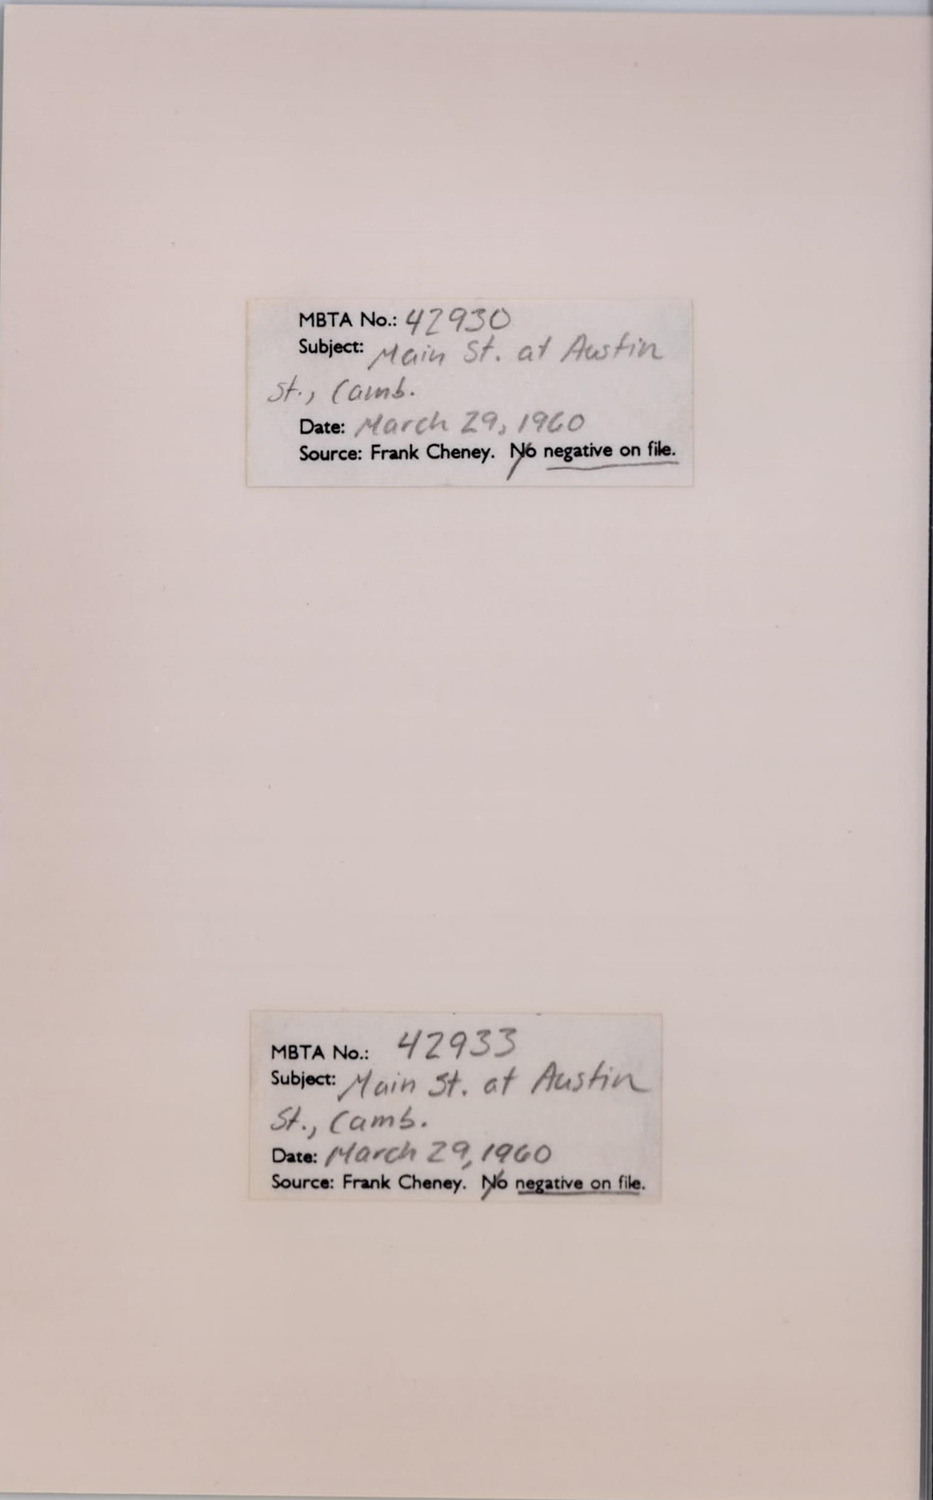 MBTA No.: 42930
Subject: Main St. at Austin
St., Camb.
Date: March 29, 1960
Source: Frank Cheney. No negative on file.
MBTA No.: 42933
Subject: Main St. at Austin
St., Camb.
Date: March 29, 1960
Source: Frank Cheney. No negative on file.